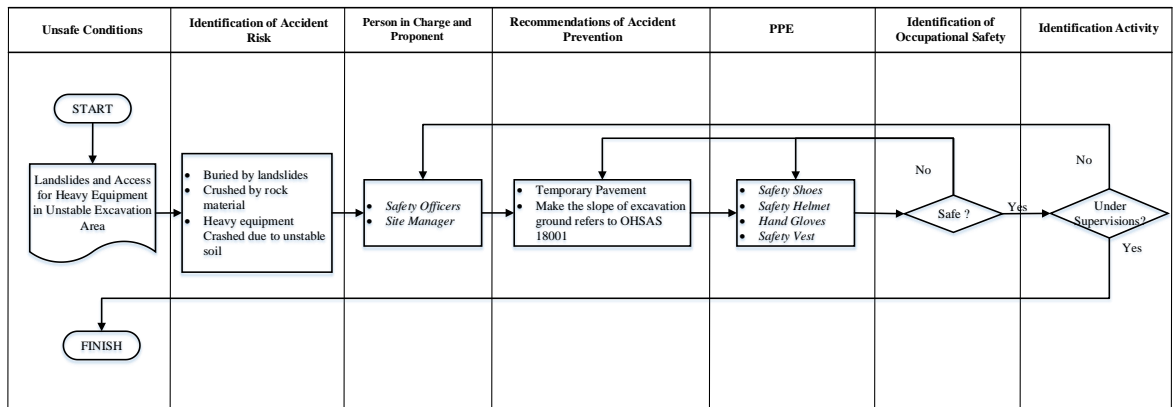 Unsafe Conditions
Identification of Accident
Risk
Person in Charge and
Proponent
Recommendations of Accident
Prevention
PPE
Identification of
Occupational Safety
Identification Activity
START
Landslides and Access
for Heavy Equipment
in Unstable Excavation
Area
• Buried by landslides
• Crushed by rock
material
• Heavy equipment
Crashed due to unstable
soil
• Safety Officers
• Site Manager
• Temporary Pavement
• Make the slope of excavation
ground refers to OHSAS
18001
• Safety Shoes
• Safety Helmet
• Hand Gloves
• Safety Vest
No
Safe ?
Yes
No
Under
Supervisions?
Yes
FINISH